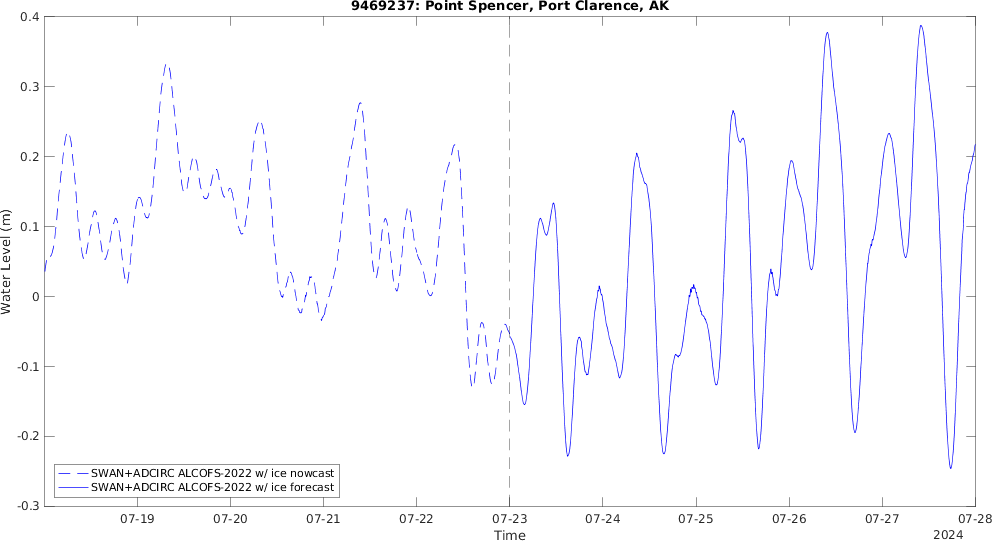 9469237: Point Spencer, Port Clarence, AK
0.4
0.3
0.2
0.1
0
-0.1
-0.2
-0.3
Water Level (m)
SWAN+ADCIRC ALCOFS-2022 w/ ice nowcast
SWAN+ADCIRC ALCOFS-2022 w/ ice forecast
07-19 07-20 07-21 07-22 07-23 07-24 07-25 07-26 07-27 07-28
Time
2024